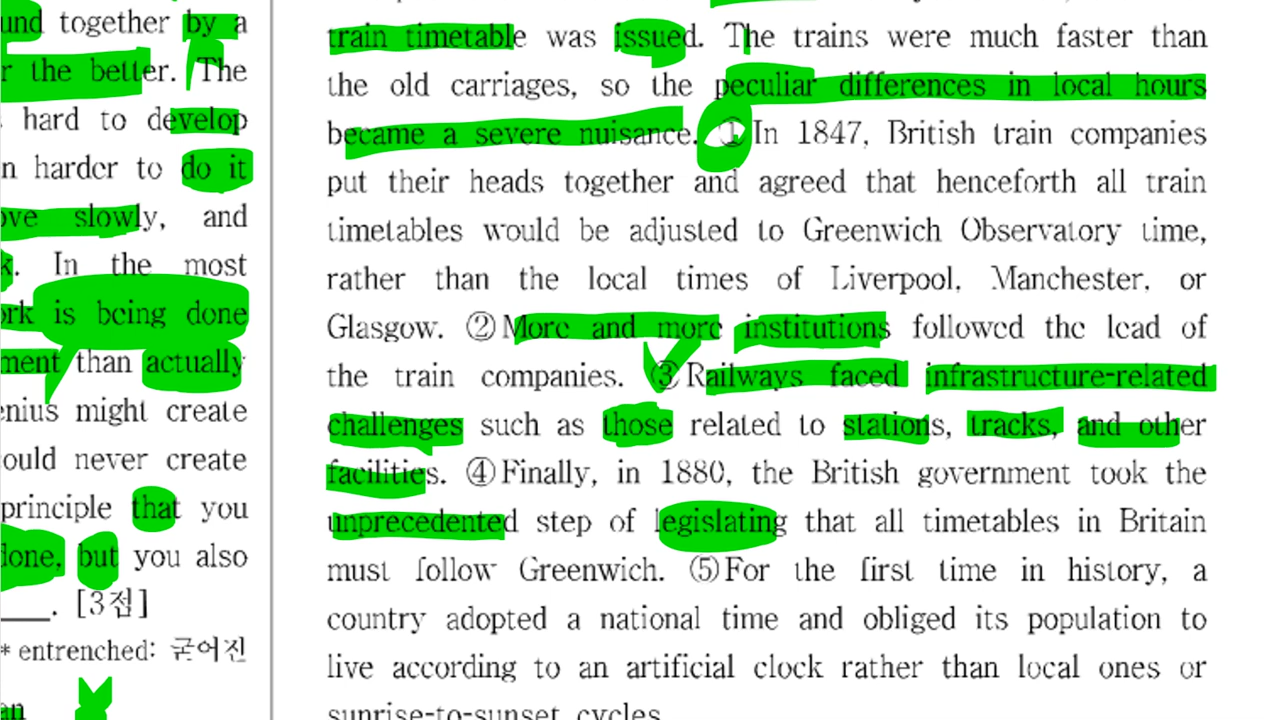 und together by a
r the better. The
hard to develop
n harder to do it
ove slowly, and
k. In the most
ork is being done
ment than actually
enius might create
ould never create
principle that you
done, but you also
____. [3점]
* entrenched: 굳어진
an
train timetable was issued. The trains were much faster than
the old carriages, so the peculiar differences in local hours
became a severe nuisance. ① In 1847, British train companies
put their heads together and agreed that henceforth all train
timetables would be adjusted to Greenwich Observatory time,
rather than the local times of Liverpool, Manchester, or
Glasgow. ② More and more institutions followed the lead of
the train companies. ③ Railways faced infrastructure-related
challenges such as those related to stations, tracks, and other
facilities. ④ Finally, in 1880, the British government took the
unprecedented step of legislating that all timetables in Britain
must follow Greenwich. ⑤ For the first time in history, a
country adopted a national time and obliged its population to
live according to an artificial clock rather than local ones or
sunrise-to-sunset cycles.